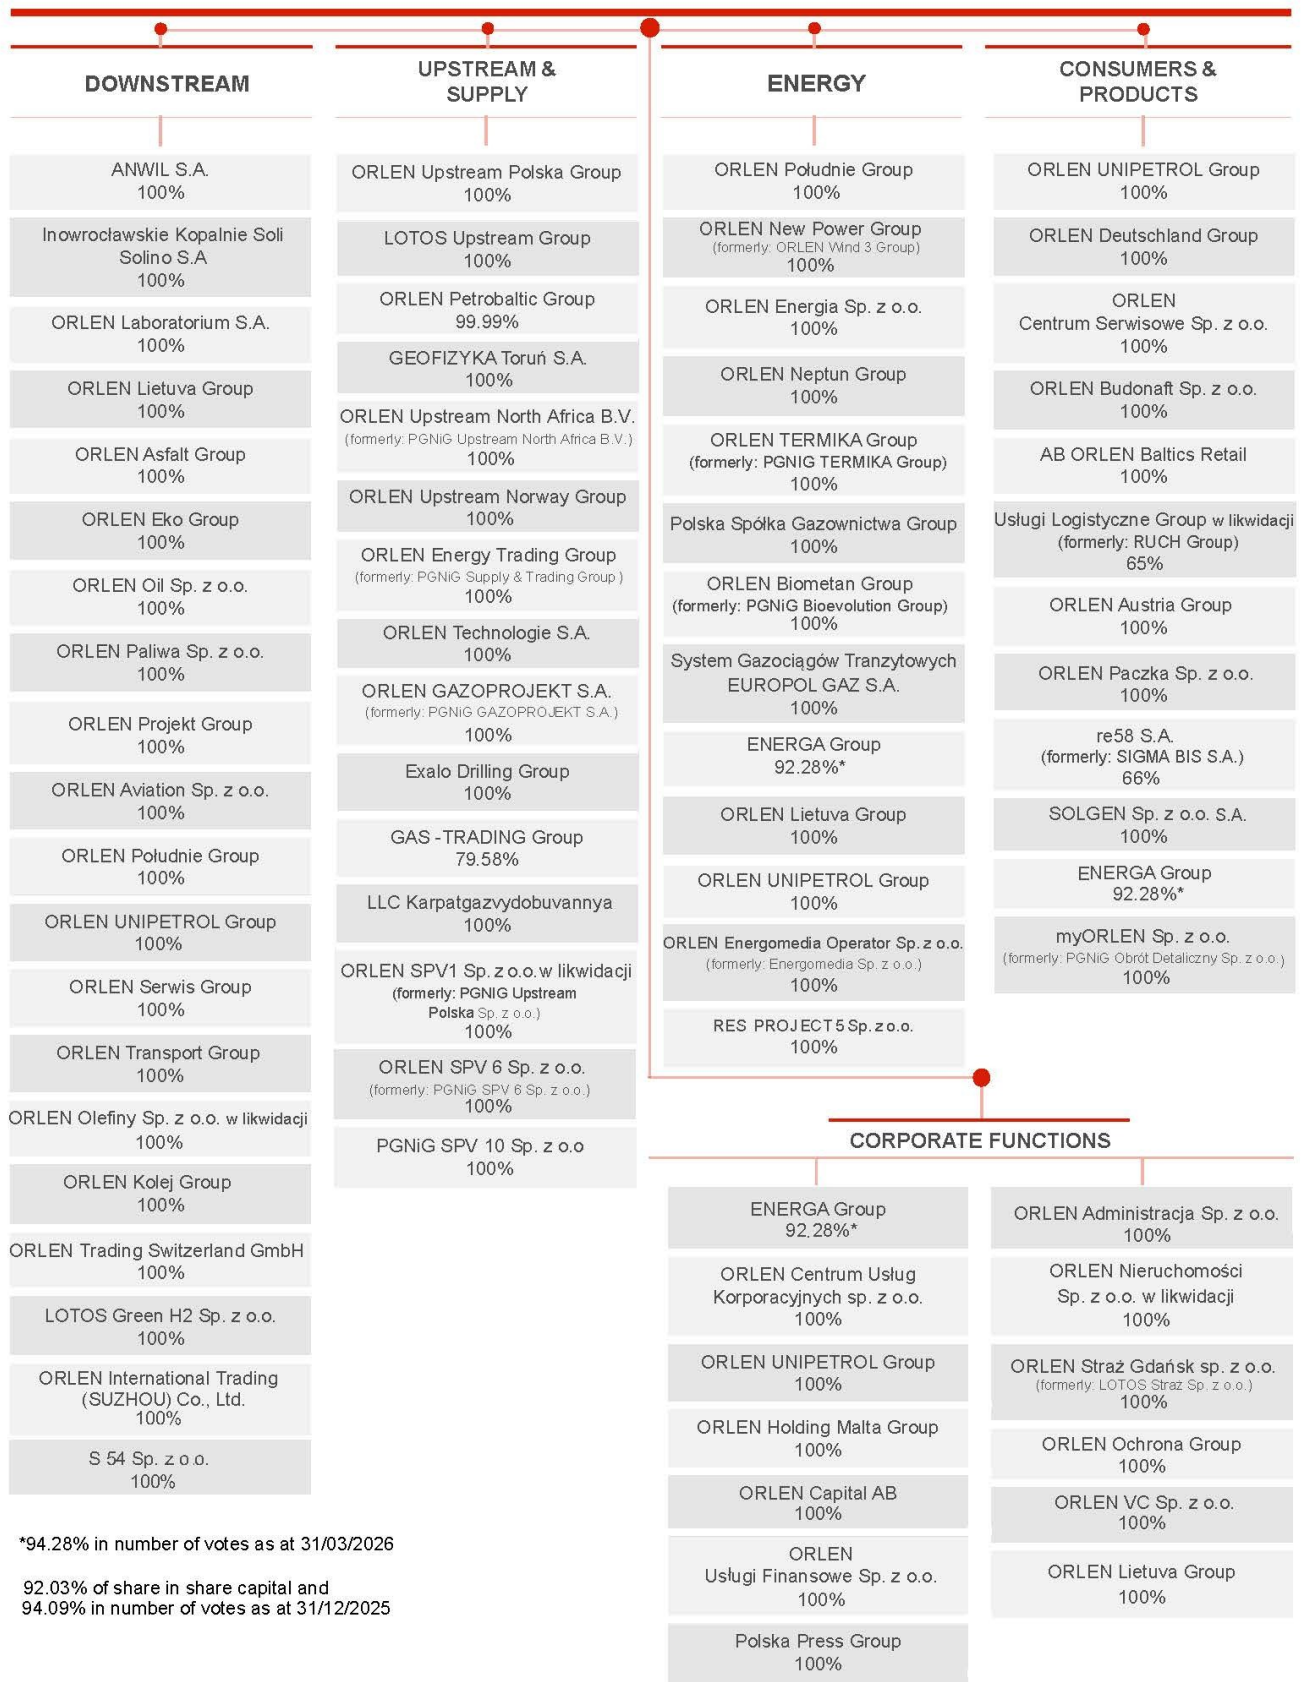 DOWNSTREAM
ANWIL S.A.
100%
Inowrocławskie Kopalnie Soli
Solino S.A
100%
ORLEN Laboratorium S.A.
100%
ORLEN Lietuva Group
100%
ORLEN Asfalt Group
100%
ORLEN Eko Group
100%
ORLEN Oil Sp. z o.o.
100%
ORLEN Paliwa Sp. z o.o.
100%
ORLEN Projekt Group
100%
ORLEN Aviation Sp. z o.o.
100%
ORLEN Południe Group
100%
ORLEN UNIPETROL Group
100%
ORLEN Serwis Group
100%
ORLEN Transport Group
100%
ORLEN Olefiny Sp. z o.o. w likwidacji
100%
ORLEN Kolej Group
100%
ORLEN Trading Switzerland GmbH
100%
LOTOS Green H2 Sp. z o.o.
100%
ORLEN International Trading
(SUZHOU) Co., Ltd.
100%
S 54 Sp. z o.o.
100%
UPSTREAM &
SUPPLY
ORLEN Upstream Polska Group
100%
LOTOS Upstream Group
100%
ORLEN Petrobaltic Group
99.99%
GEOFIZYKA Toruń S.A.
100%
ORLEN Upstream North Africa B.V.
(formerly: PGNiG Upstream North Africa B.V.)
100%
ORLEN Upstream Norway Group
100%
ORLEN Energy Trading Group
(formerly: PGNiG Supply & Trading Group )
100%
ORLEN Technologie S.A.
100%
ORLEN GAZOPROJEKT S.A.
(formerly: PGNiG GAZOPROJEKT S.A.)
100%
Exalo Drilling Group
100%
GAS -TRADING Group
79.58%
LLC Karpatgazvydobuvannya
100%
ORLEN SPV1 Sp. z o.o. w likwidacji
(formerly: PGNIG Upstream
Polska Sp. z o.o.)
100%
ORLEN SPV 6 Sp. z o.o.
(formerly: PGNiG SPV 6 Sp. z o.o.)
100%
PGNiG SPV 10 Sp. z o.o
100%
ENERGY
ORLEN Południe Group
100%
ORLEN New Power Group
(formerly: ORLEN Wind 3 Group)
100%
ORLEN Energia Sp. z o.o.
100%
ORLEN Neptun Group
100%
ORLEN TERMIKA Group
(formerly: PGNIG TERMIKA Group)
100%
Polska Spółka Gazownictwa Group
100%
ORLEN Biometan Group
(formerly: PGNiG Bioevolution Group)
100%
System Gazociągów Tranzytowych
EUROPOL GAZ S.A.
100%
ENERGA Group
92.28%*
ORLEN Lietuva Group
100%
ORLEN UNIPETROL Group
100%
ORLEN Energomedia Operator Sp. z o.o.
(formerly: Energomedia Sp. z o.o.)
100%
RES PROJECT 5 Sp. z o.o.
100%
CONSUMERS &
PRODUCTS
ORLEN UNIPETROL Group
100%
ORLEN Deutschland Group
100%
ORLEN
Centrum Serwisowe Sp. z o.o.
100%
ORLEN Budonaft Sp. z o.o.
100%
AB ORLEN Baltics Retail
100%
Usługi Logistyczne Group w likwidacji
(formerly: RUCH Group)
65%
ORLEN Austria Group
100%
ORLEN Paczka Sp. z o.o.
100%
re58 S.A.
(formerly: SIGMA BIS S.A.)
66%
SOLGEN Sp. z o.o. S.A.
100%
ENERGA Group
92.28%*
myORLEN Sp. z o.o.
(formerly: PGNiG Obrót Detaliczny Sp. z o.o.)
100%
CORPORATE FUNCTIONS
ENERGA Group
92.28%*
ORLEN Centrum Usług
Korporacyjnych sp. z o.o.
100%
ORLEN UNIPETROL Group
100%
ORLEN Holding Malta Group
100%
ORLEN Capital AB
100%
ORLEN
Usługi Finansowe Sp. z o.o.
100%
Polska Press Group
100%
ORLEN Administracja Sp. z o.o.
100%
ORLEN Nieruchomości
Sp. z o.o. w likwidacji
100%
ORLEN Straż Gdańsk sp. z o.o.
(formerly: LOTOS Straż Sp. z o.o.)
100%
ORLEN Ochrona Group
100%
ORLEN VC Sp. z o.o.
100%
ORLEN Lietuva Group
100%
*94.28% in number of votes as at 31/03/2026
92.03% of share in share capital and
94.09% in number of votes as at 31/12/2025